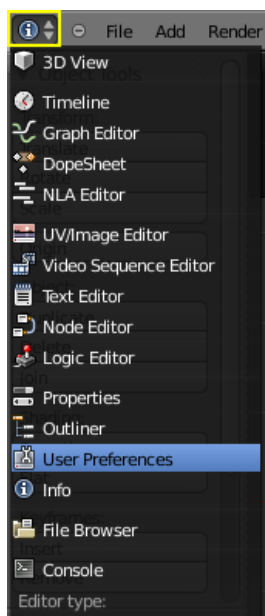 File Add Render
3D View
Timeline
Graph Editor
DopeSheet
NLA Editor
UV/Image Editor
Video Sequence Editor
Text Editor
Node Editor
Logic Editor
Properties
Outliner
User Preferences
Info
File Browser
Console
Editor type: